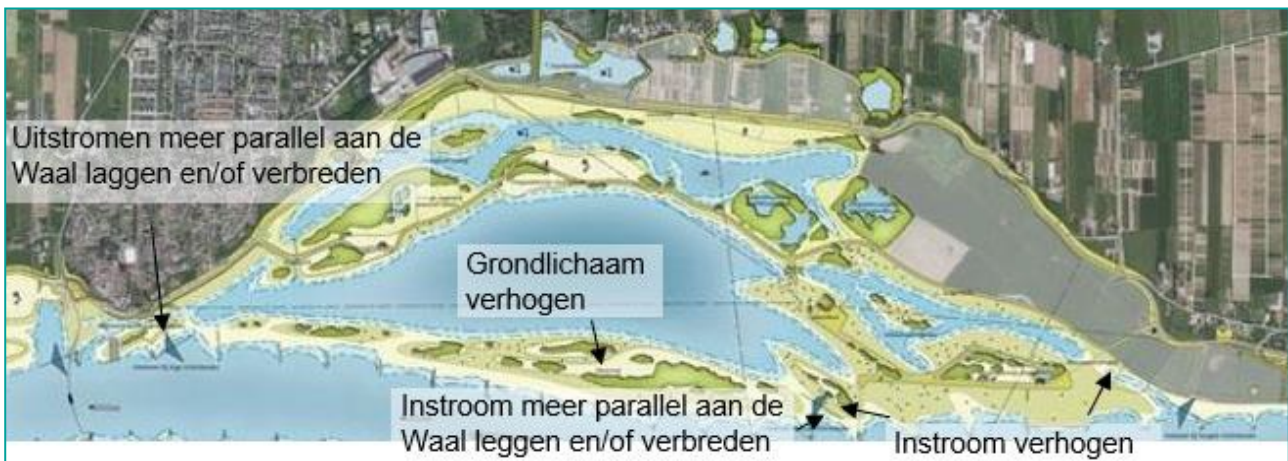 Uitstromen meer parallel aan de
Waal laggen en/of verbreden
Grondlichaam
verhogen
Instroom meer parallel aan de
Waal leggen en/of verbreden
Instroom verhogen